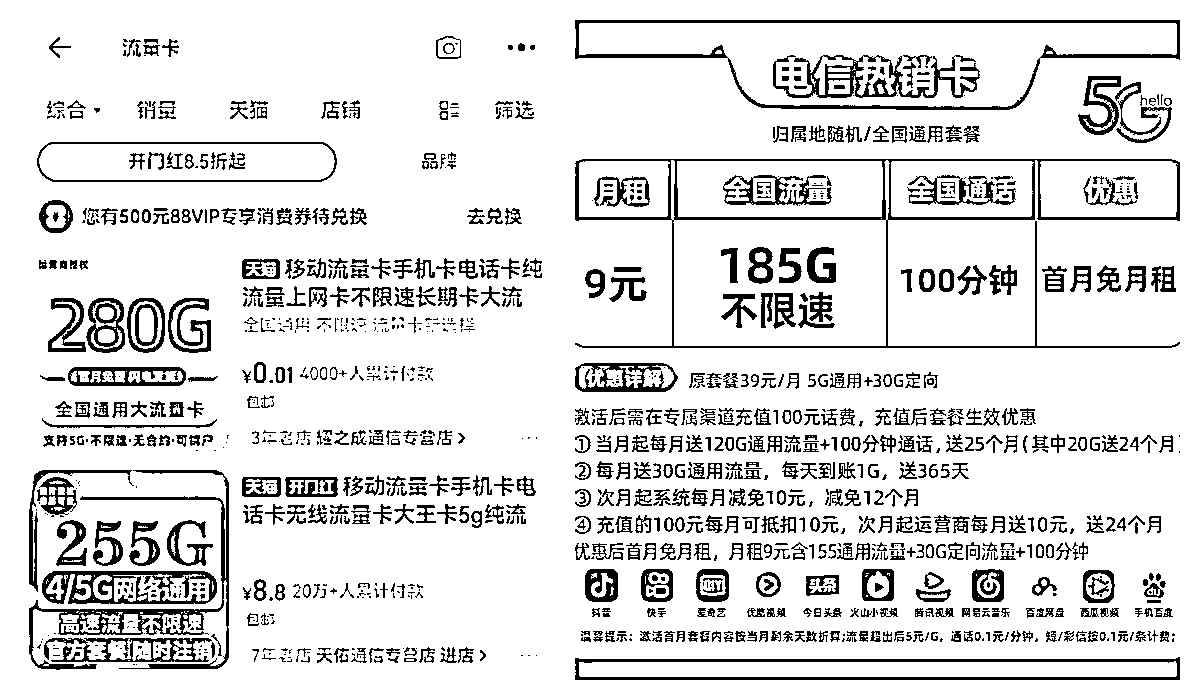 流量卡
综合 销量 天猫 店铺 筛选
开门红8.5折起 品牌
您有500元88VIP专享消费券待兑换 去兑换
运营商授权
280G
首月免费 闪电发货
全国通用大流量卡
支持5G·不限速·无合约·可销户
天猫 移动流量卡手机卡电话卡纯
流量上网卡不限速长期卡大流
全国通用 不限速 流量卡新选择
¥0.01 4000+人累计付款
包邮
3年老店 耀之成通信专营店 >
255G
4/5G网络通用
高速流量不限速
官方套餐 随时注销
天猫 开门红 移动流量卡手机卡电
话卡无线流量卡大王卡5g纯流
¥8.8 20万+人累计付款
包邮
7年老店 天佑通信专营店 进店 >
电信热销卡
5G hello
归属地随机/全国通用套餐
月租 全国流量 全国通话 优惠
9元 185G 不限速 100分钟 首月免月租
优惠详解 原套餐39元/月 5G通用+30G定向
激活后需在专属渠道充值100元话费，充值后套餐生效优惠
① 当月起每月送120G通用流量+100分钟通话,送25个月(其中20G送24个月)
② 每月送30G通用流量，每天到账1G，送365天
③ 次月起系统每月减免10元，减免12个月
④ 充值的100元每月可抵扣10元，次月起运营商每月送10元，送24个月
优惠后首月免月租，月租9元含155通用流量+30G定向流量+100分钟
抖音 快手 爱奇艺 优酷视频 今日头条 火山小视频 腾讯视频 网易云音乐 百度网盘 西瓜视频 手机百度
温馨提示：激活首月套餐内容按当月剩余天数折算;流量超出后5元/G，通话0.1元/分钟，短/彩信按0.1元/条计费;